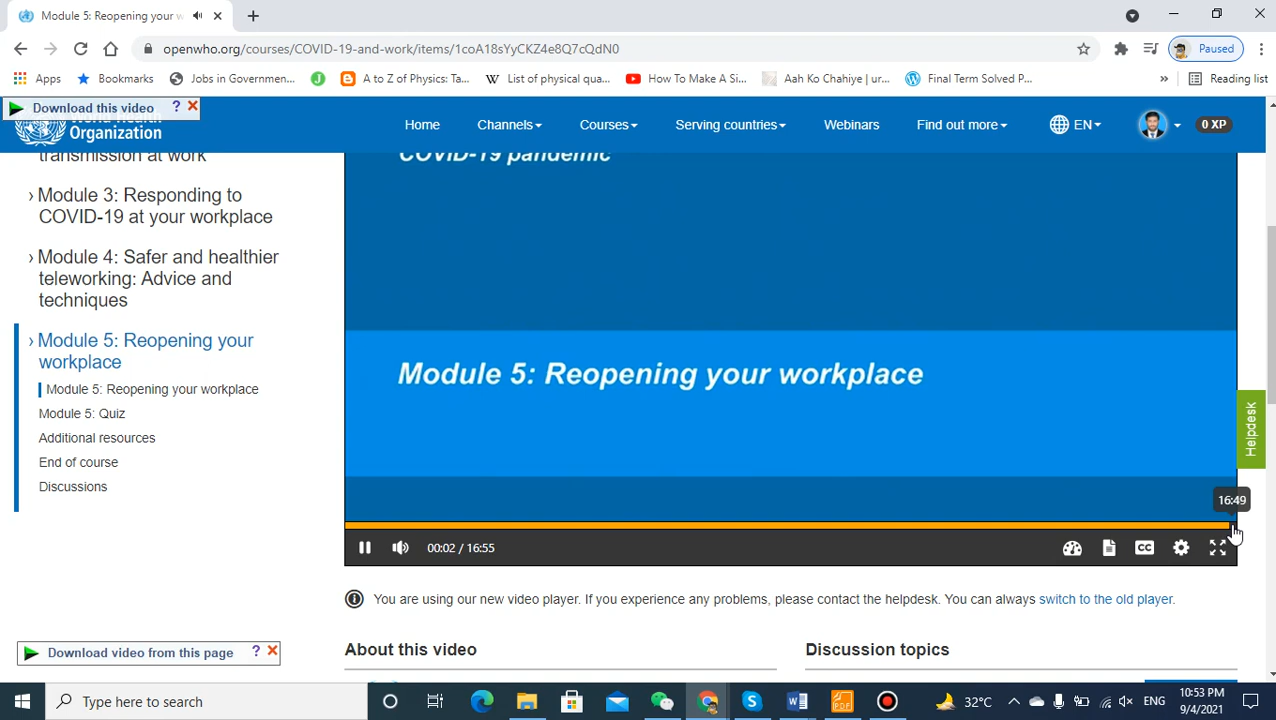 Module 5: Reopening your w
openwho.org/courses/COVID-19-and-work/items/1coA18sYyCKZ4e8Q7cQdN0
Paused
Apps
Bookmarks
Jobs in Governmen...
A to Z of Physics: Ta...
List of physical qua...
How To Make A Si...
Aah Ko Chahiye | ur...
Final Term Solved P...
»
Reading list
Download this video ?
World Health
Organization
Home
Channels
Courses
Serving countries
Webinars
Find out more
EN
0 XP
transmission at work
› Module 3: Responding to
COVID-19 at your workplace
› Module 4: Safer and healthier
teleworking: Advice and
techniques
› Module 5: Reopening your
workplace
Module 5: Reopening your workplace
Module 5: Quiz
Additional resources
End of course
Discussions
COVID-19 pandemic
Module 5: Reopening your workplace
Helpdesk
16:49
00:02 / 16:55
CC
You are using our new video player. If you experience any problems, please contact the helpdesk. You can always switch to the old player.
Download video from this page ?
About this video
Discussion topics
Type here to search
32°C
ENG
10:53 PM
9/4/2021